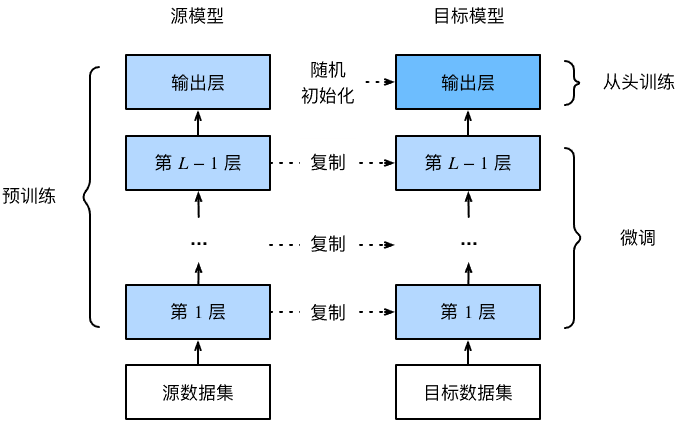 源模型
目标模型
输出层
随机
初始化
输出层
从头训练
第 L − 1 层
复制
第 L − 1 层
预训练
...
复制
...
微调
第 1 层
复制
第 1 层
源数据集
目标数据集